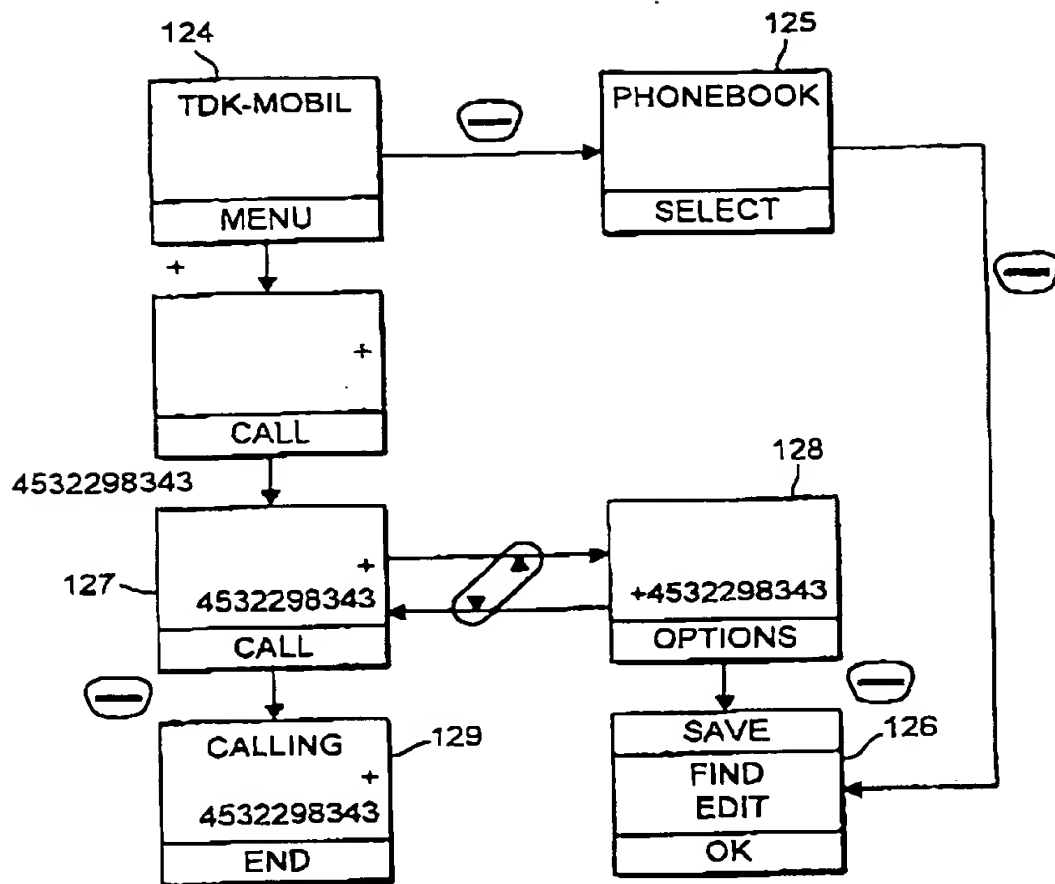 124
125
TDK-MOBIL
MENU
PHONEBOOK
SELECT
+
+
CALL
4532298343
127
+
4532298343
CALL
128
+4532298343
OPTIONS
129
CALLING
+
4532298343
END
126
SAVE
FIND
EDIT
OK